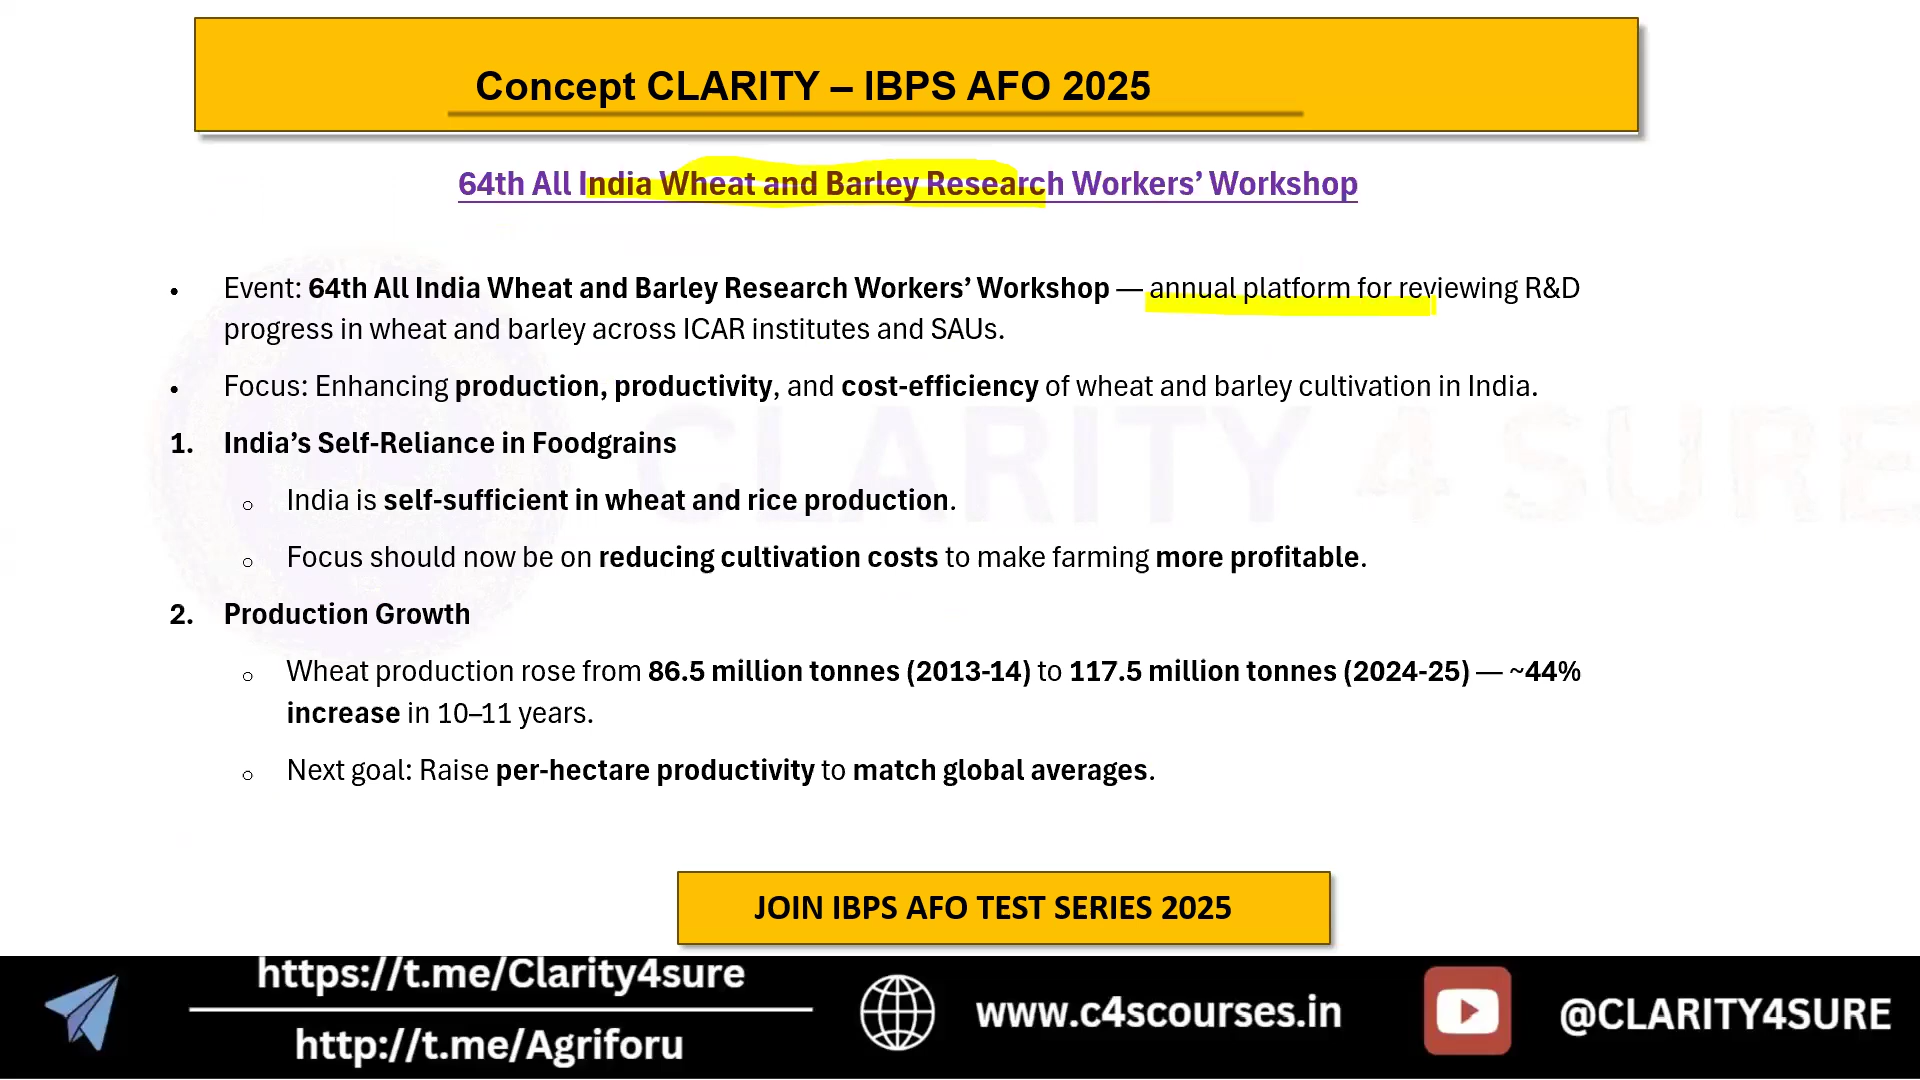 Concept CLARITY – IBPS AFO 2025
64th All India Wheat and Barley Research Workers’ Workshop
• Event: 64th All India Wheat and Barley Research Workers’ Workshop — annual platform for reviewing R&D
progress in wheat and barley across ICAR institutes and SAUs.
• Focus: Enhancing production, productivity, and cost-efficiency of wheat and barley cultivation in India.
1. India’s Self-Reliance in Foodgrains
○ India is self-sufficient in wheat and rice production.
○ Focus should now be on reducing cultivation costs to make farming more profitable.
2. Production Growth
○ Wheat production rose from 86.5 million tonnes (2013-14) to 117.5 million tonnes (2024-25) — ~44%
increase in 10–11 years.
○ Next goal: Raise per-hectare productivity to match global averages.
CLARITY 4 SURE
JOIN IBPS AFO TEST SERIES 2025
https://t.me/Clarity4sure
http://t.me/Agriforu
www.c4scourses.in
@CLARITY4SURE